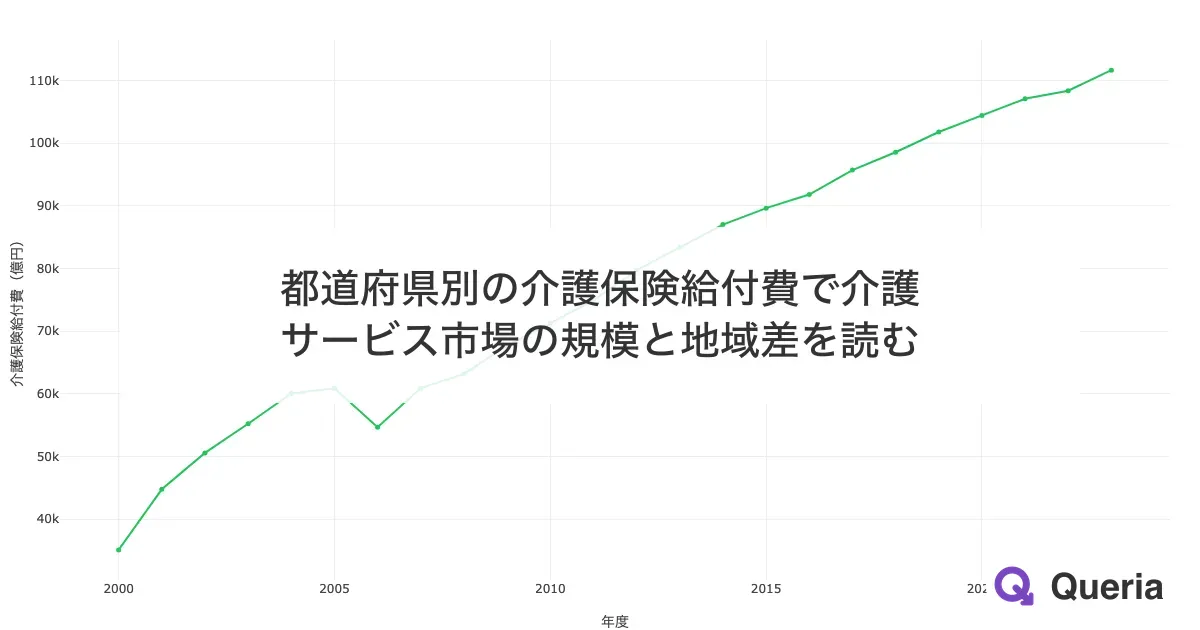 110k
100k
90k
80k
70k
60k
50k
40k
介護保険給付費（億円）
都道府県別の介護保険給付費で介護
サービス市場の規模と地域差を読む
2000
2005
2010
2015
202
年度
Queria